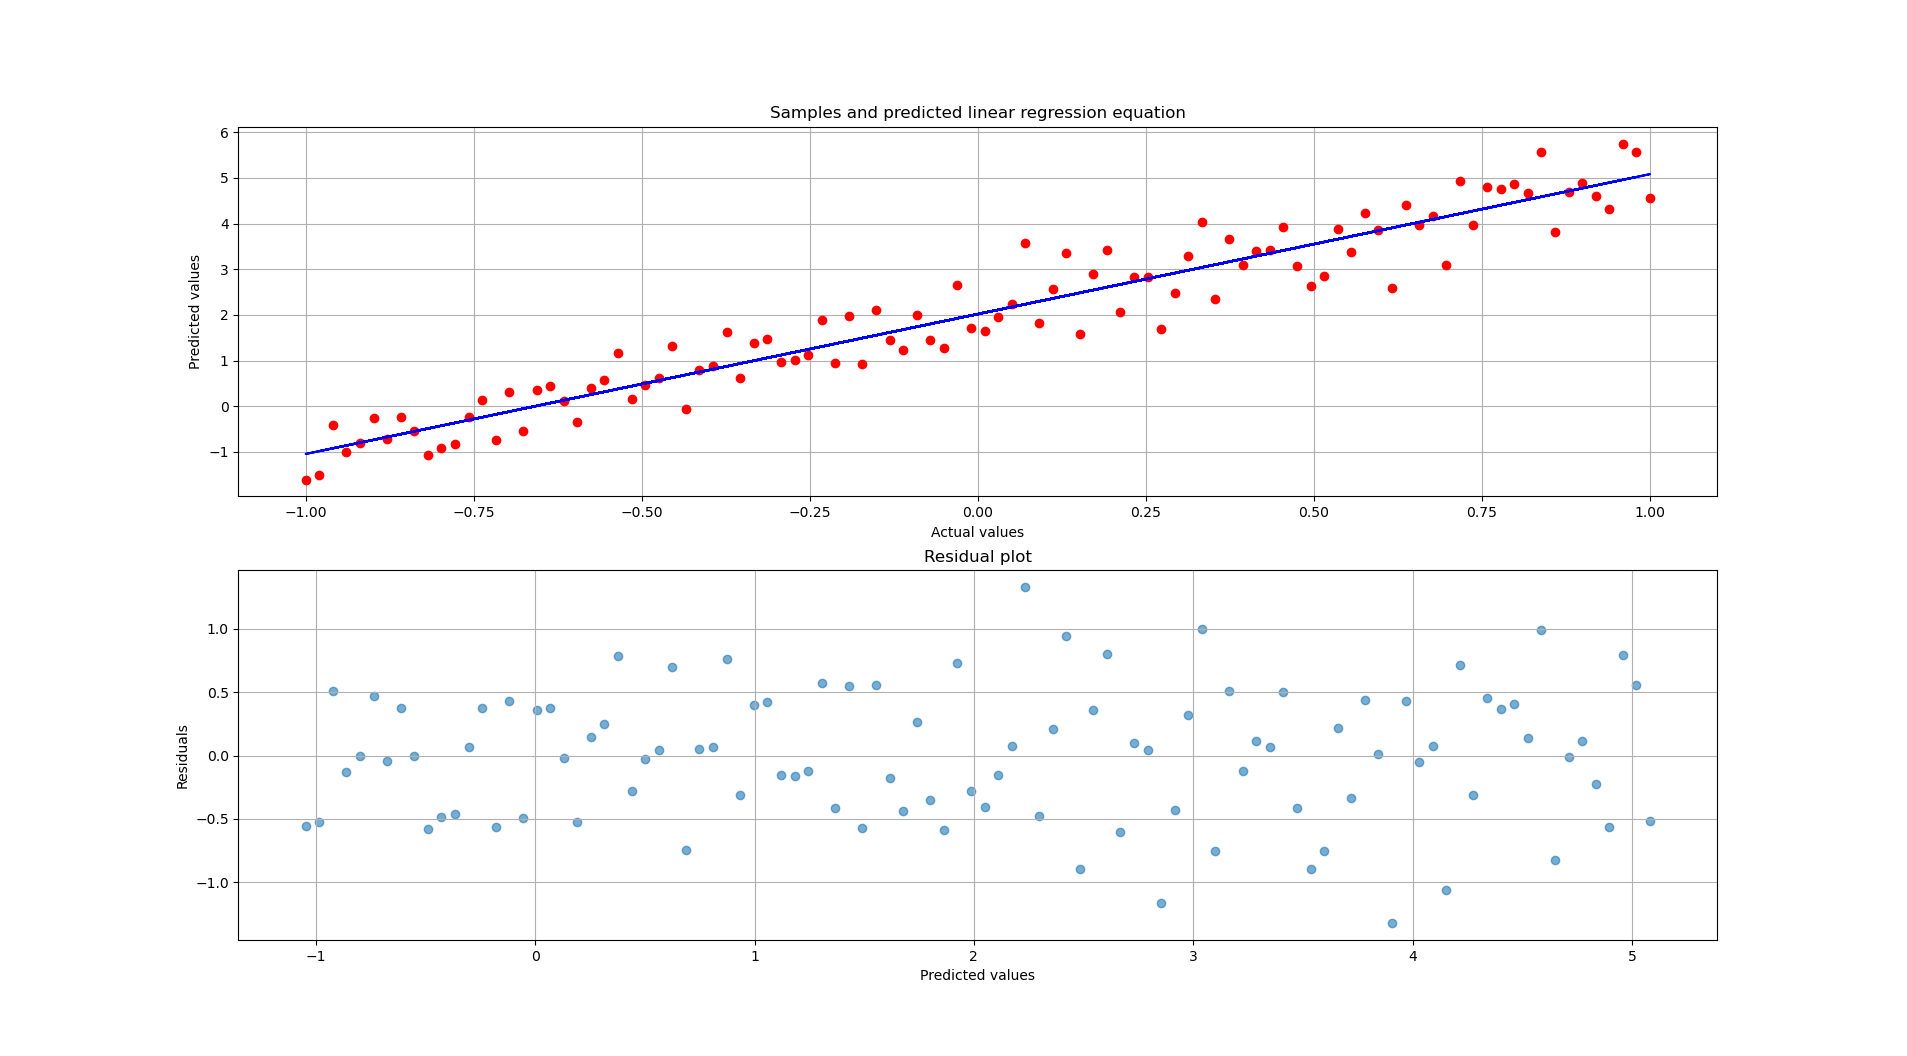 Samples and predicted linear regression equation
6
5
4
3
2
1
0
−1
Predicted values
−1.00 −0.75 −0.50 −0.25 0.00 0.25 0.50 0.75 1.00
Actual values
Residual plot
1.0
0.5
0.0
−0.5
−1.0
Residuals
−1 0 1 2 3 4 5
Predicted values